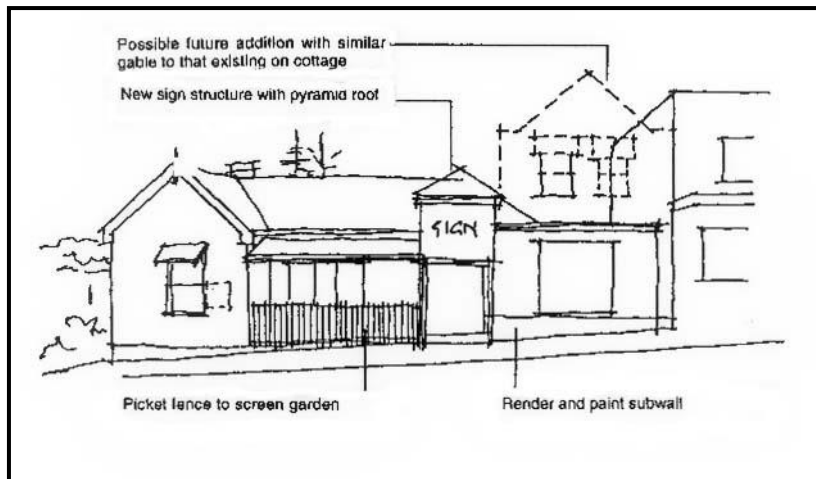 Possible future addition with similar
gable to that existing on cottage
New sign structure with pyramid roof
SIGN
Picket fence to screen garden
Render and paint subwall